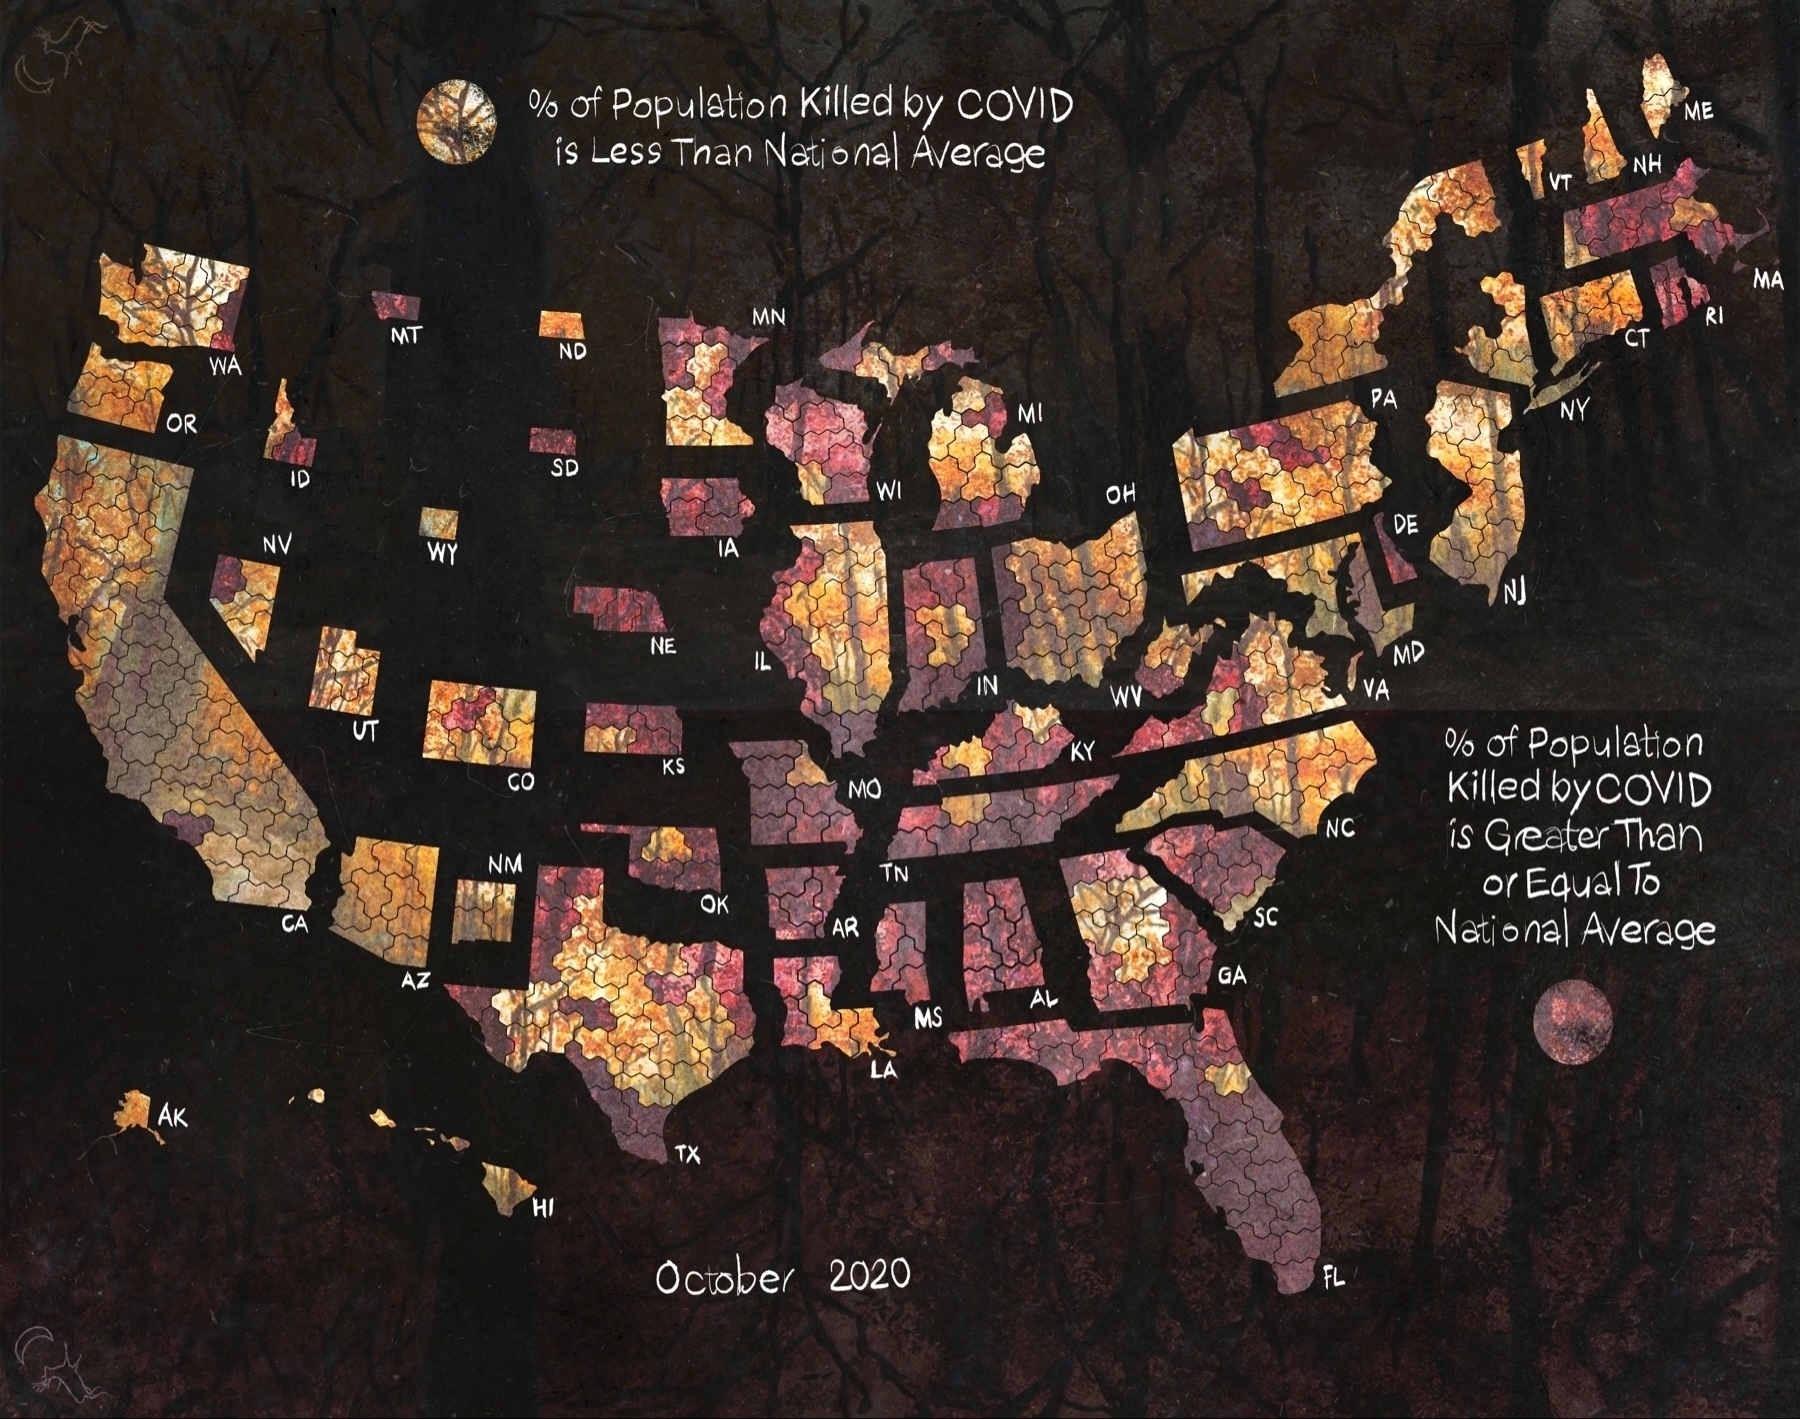 % of Population Killed by COVID
is Less Than National Average
ME
NH
VT
MA
RI
CT
NY
PA
WA
MT
ND
MN
OR
MI
ID
SD
WI
OH
DE
NJ
NV
WY
IA
NE
IL
IN
WV
MD
VA
UT
CO
KS
KY
MO
NC
% of Population
Killed by COVID
is Greater Than
or Equal To
National Average
NM
TN
OK
AR
SC
CA
AZ
GA
AL
MS
LA
TX
AK
HI
FL
October 2020